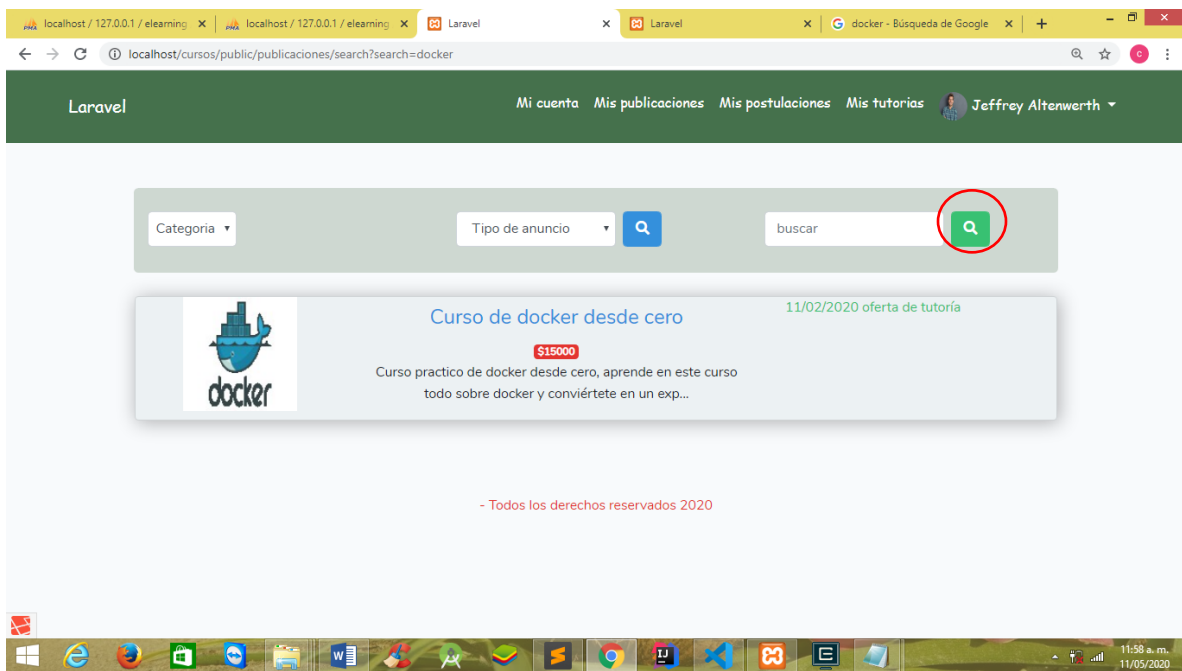 localhost / 127.0.0.1 / elearning
localhost / 127.0.0.1 / elearning
Laravel
Laravel
docker - Búsqueda de Google
localhost/cursos/public/publicaciones/search?search=docker
c
Laravel
Mi cuenta
Mis publicaciones
Mis postulaciones
Mis tutorias
Jeffrey Altenwerth
Categoria
Tipo de anuncio
buscar
docker
Curso de docker desde cero
11/02/2020 oferta de tutoría
$15000
Curso practico de docker desde cero, aprende en este curso
todo sobre docker y conviértete en un exp...
- Todos los derechos reservados 2020
11:58 a. m.
11/05/2020